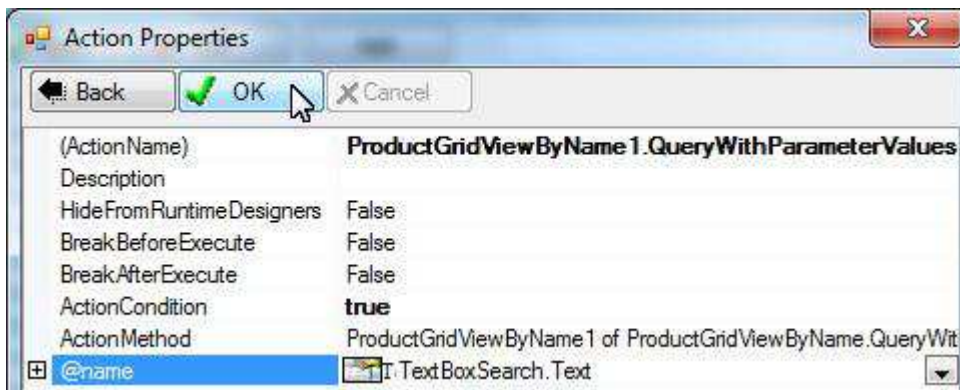 Action Properties
Back OK Cancel
(ActionName) ProductGridViewByName1.QueryWithParameterValues
Description
HideFromRuntimeDesigners False
BreakBeforeExecute False
BreakAfterExecute False
ActionCondition true
ActionMethod ProductGridViewByName1 of ProductGridViewByName.QueryWit
@name T.TextBoxSearch.Text